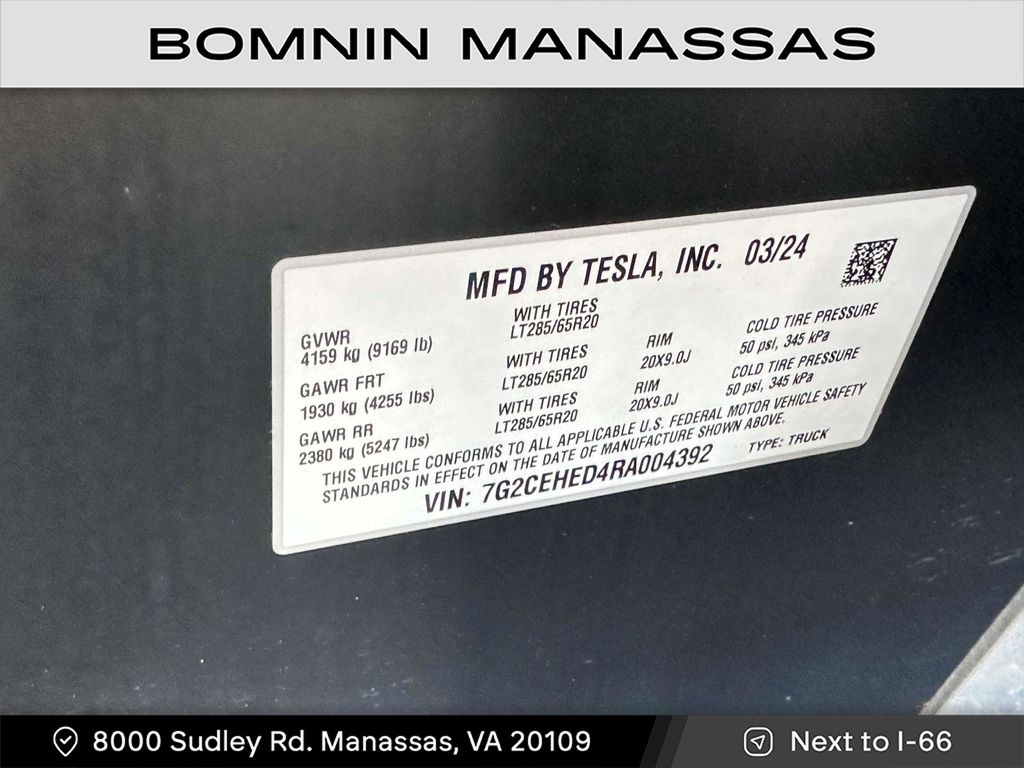 BOMNIN MANASSAS
MFD BY TESLA, INC. 03/24
GVWR
4159 kg (9169 lb)
WITH TIRES
LT285/65R20
GAWR FRT
1930 kg (4255 lbs)
WITH TIRES
LT285/65R20
RIM
20X9.0J
COLD TIRE PRESSURE
50 psi, 345 kPa
GAWR RR
2380 kg (5247 lbs)
WITH TIRES
LT285/65R20
RIM
20X9.0J
COLD TIRE PRESSURE
50 psi, 345 kPa
THIS VEHICLE CONFORMS TO ALL APPLICABLE U.S. FEDERAL MOTOR VEHICLE SAFETY
STANDARDS IN EFFECT ON THE DATE OF MANUFACTURE SHOWN ABOVE.
VIN: 7G2CEHED4RA004392 TYPE: TRUCK
8000 Sudley Rd. Manassas, VA 20109
Next to I-66